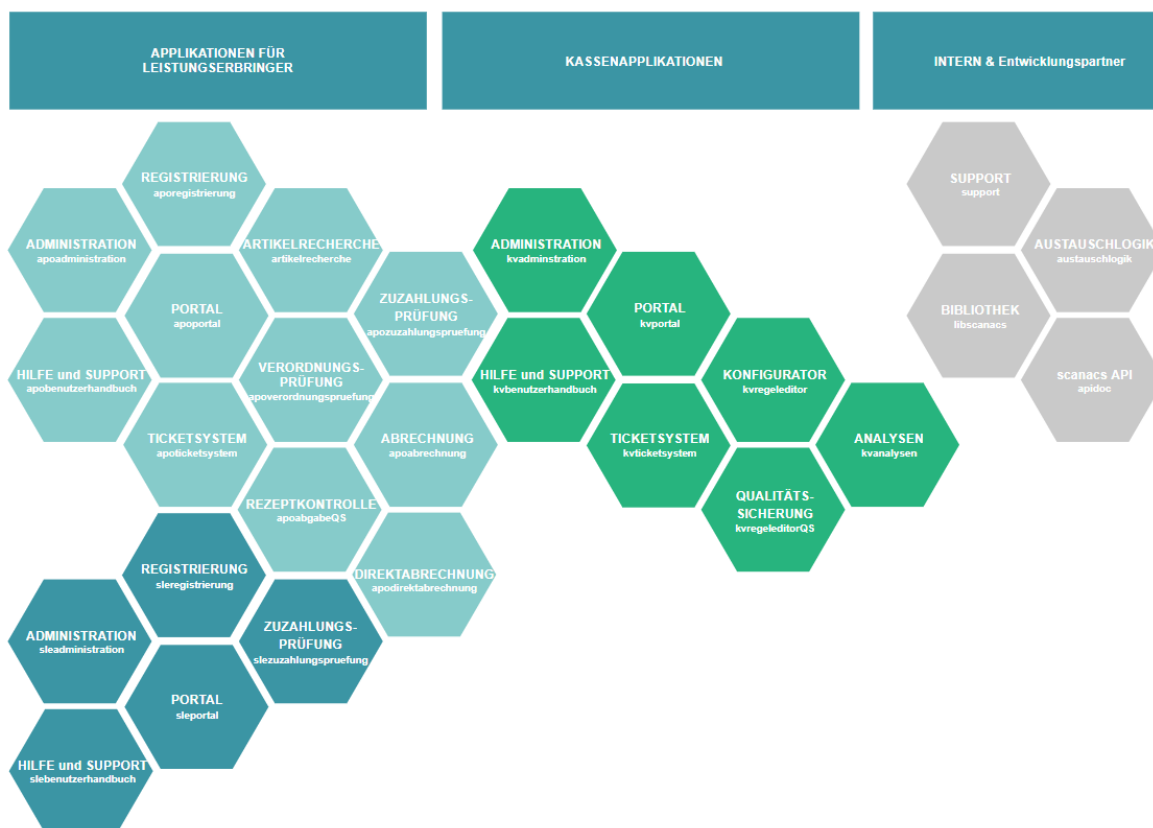 APPLIKATIONEN FÜR
LEISTUNGSERBRINGER
KASSENAPPLIKATIONEN
INTERN & Entwicklungspartner
REGISTRIERUNG
aporegistrierung
ADMINISTRATION
apoadministration
ARTIKELRECHERCHE
artikelrecherche
PORTAL
apoportal
ZUZAHLUNGS-
PRÜFUNG
apozuzahlungspruefung
HILFE und SUPPORT
apobenutzerhandbuch
VERORDNUNGS-
PRÜFUNG
apoverordnungspruefung
TICKETSYSTEM
apoticketsystem
ABRECHNUNG
apoabrechnung
REZEPTKONTROLLE
apoabgabeQS
DIREKTABRECHNUNG
apodirektabrechnung
REGISTRIERUNG
sleregistrierung
ADMINISTRATION
sleadministration
ZUZAHLUNGS-
PRÜFUNG
slezuzahlungspruefung
PORTAL
sleportal
HILFE und SUPPORT
slebenutzerhandbuch
ADMINISTRATION
kvadminstration
PORTAL
kvportal
HILFE und SUPPORT
kvbenutzerhandbuch
KONFIGURATOR
kvregeleditor
TICKETSYSTEM
kvticketsystem
ANALYSEN
kvanalysen
QUALITÄTS-
SICHERUNG
kvregeleditorQS
SUPPORT
support
AUSTAUSCHLOGIK
austauschlogik
BIBLIOTHEK
libscanacs
scanacs API
apidoc